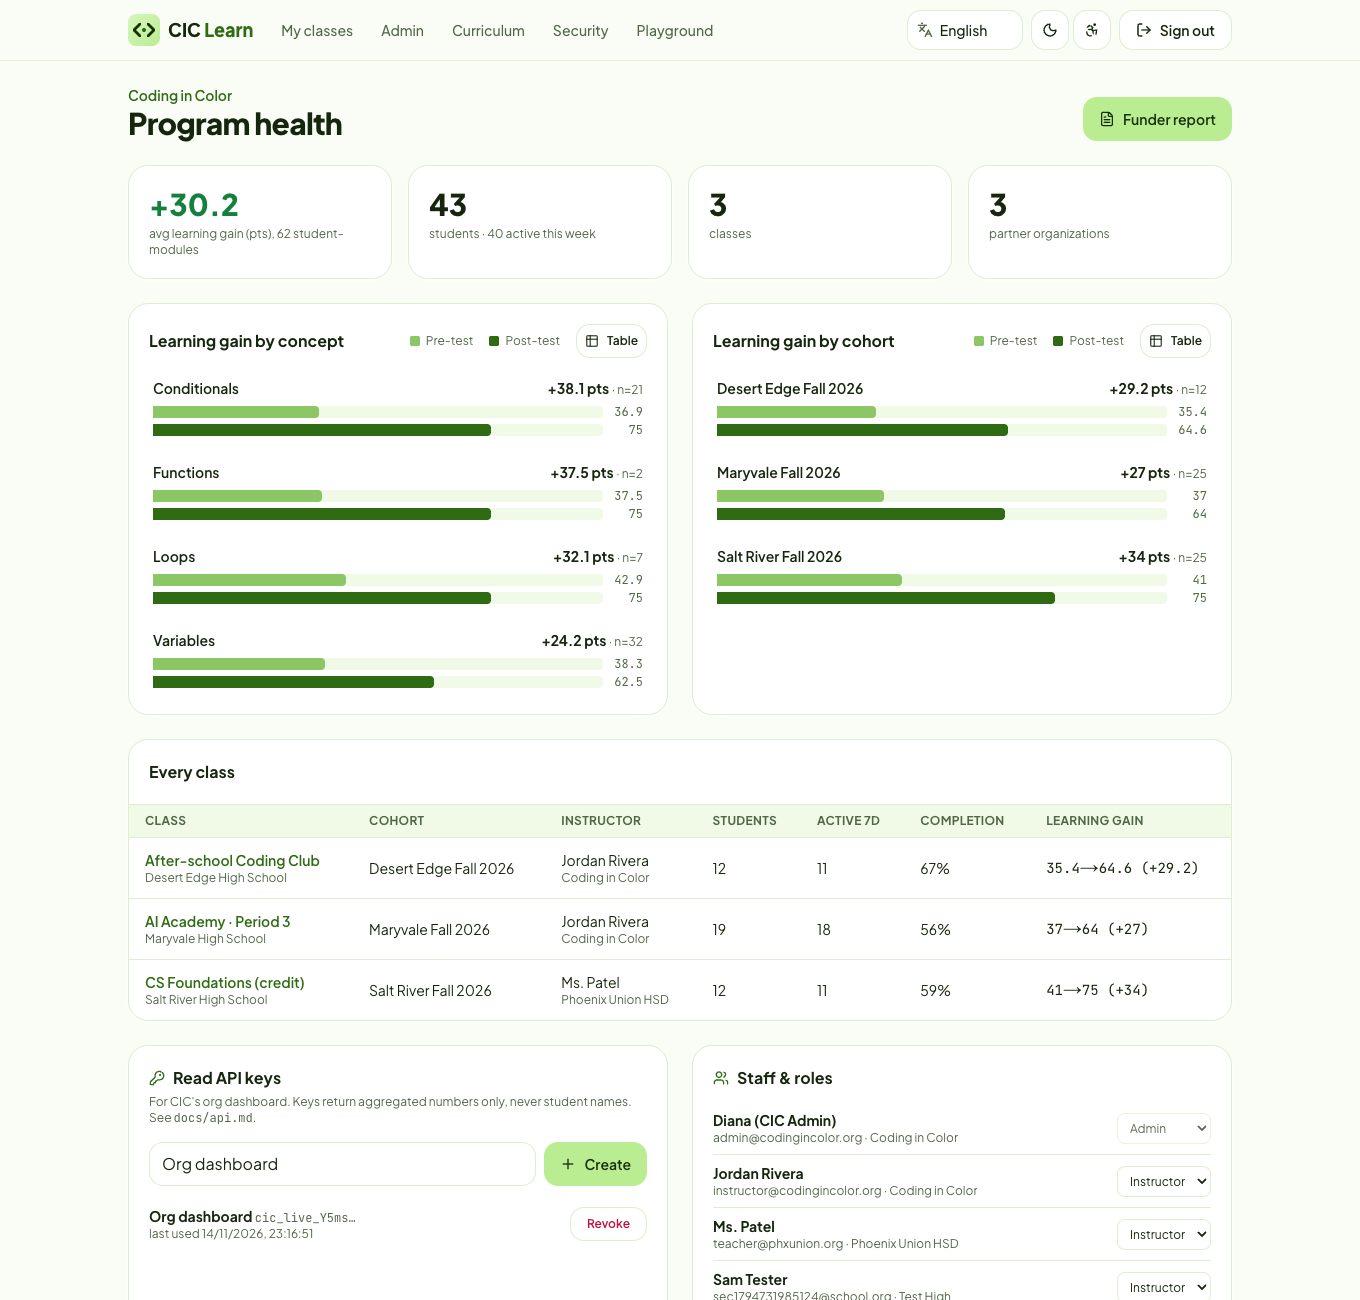 CIC Learn
My classes
Admin
Curriculum
Security
Playground
English
Sign out
Coding in Color
Program health
Funder report
+30.2
avg learning gain (pts), 62 student-
modules
43
students · 40 active this week
3
classes
3
partner organizations
Learning gain by concept
Pre-test
Post-test
Table
Conditionals
+38.1 pts · n=21
36.9
75
Functions
+37.5 pts · n=2
37.5
75
Loops
+32.1 pts · n=7
42.9
75
Variables
+24.2 pts · n=32
38.3
62.5
Learning gain by cohort
Pre-test
Post-test
Table
Desert Edge Fall 2026
+29.2 pts · n=12
35.4
64.6
Maryvale Fall 2026
+27 pts · n=25
37
64
Salt River Fall 2026
+34 pts · n=25
41
75
Every class
CLASS COHORT INSTRUCTOR STUDENTS ACTIVE 7D COMPLETION LEARNING GAIN
After-school Coding Club
Desert Edge High School
Desert Edge Fall 2026
Jordan Rivera
Coding in Color
12
11
67%
35.4→64.6 (+29.2)
AI Academy · Period 3
Maryvale High School
Maryvale Fall 2026
Jordan Rivera
Coding in Color
19
18
56%
37→64 (+27)
CS Foundations (credit)
Salt River High School
Salt River Fall 2026
Ms. Patel
Phoenix Union HSD
12
11
59%
41→75 (+34)
Read API keys
For CIC's org dashboard. Keys return aggregated numbers only, never student names.
See docs/api.md.
Org dashboard
Create
Org dashboard cic_live_Y5ms…
last used 14/11/2026, 23:16:51
Revoke
Staff & roles
Diana (CIC Admin)
admin@codingincolor.org · Coding in Color
Admin
Jordan Rivera
instructor@codingincolor.org · Coding in Color
Instructor
Ms. Patel
teacher@phxunion.org · Phoenix Union HSD
Instructor
Sam Tester
sec1794731985124@school.org · Test High
Instructor